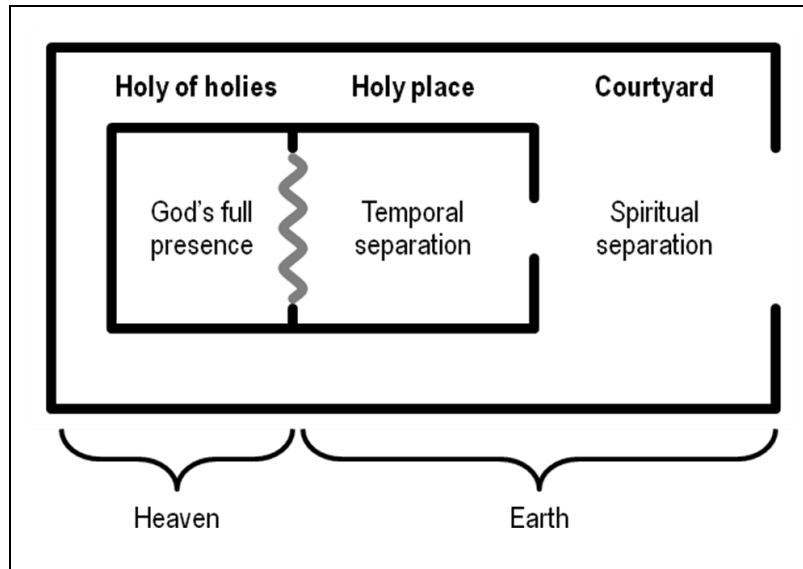 Holy of holies
Holy place
Courtyard
God's full
presence
Temporal
separation
Spiritual
separation
Heaven
Earth